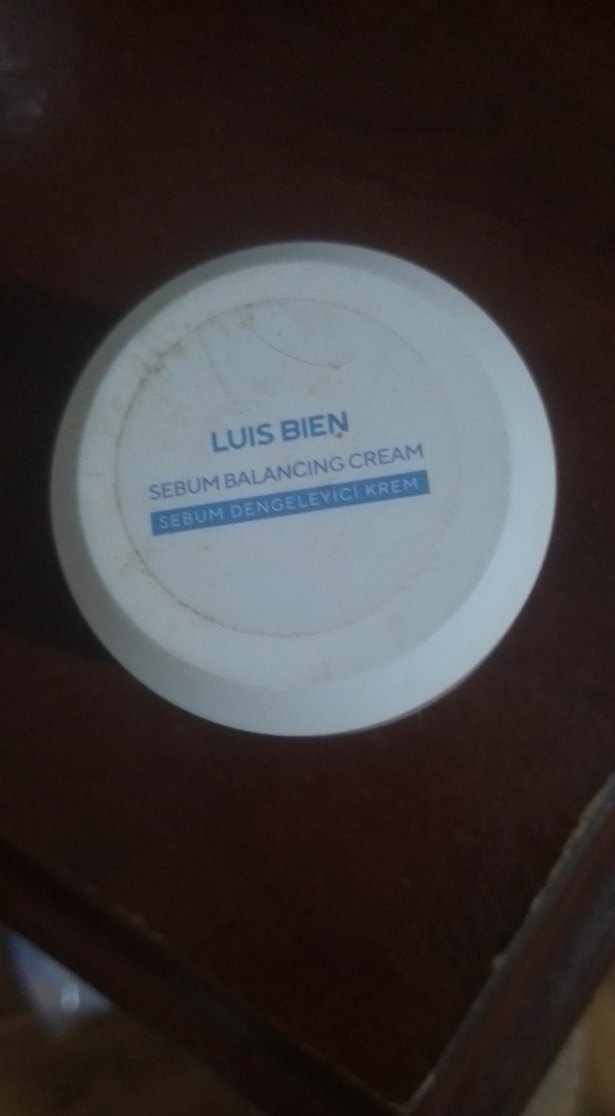 LUIS BIEN
SEBUM BALANCING CREAM
SEBUM DENGELEYİCİ KREM